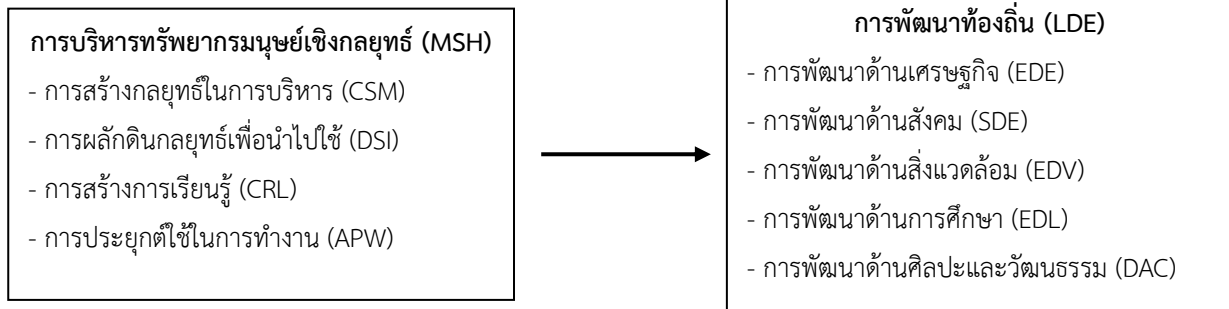 การบริหารทรัพยากรมนุษย์เชิงกลยุทธ์ (MSH)
- การสร้างกลยุทธ์ในการบริหาร (CSM)
- การผลักดินกลยุทธ์เพื่อนำไปใช้ (DSI)
- การสร้างการเรียนรู้ (CRL)
- การประยุกต์ใช้ในการทำงาน (APW)
การพัฒนาท้องถิ่น (LDE)
- การพัฒนาด้านเศรษฐกิจ (EDE)
- การพัฒนาด้านสังคม (SDE)
- การพัฒนาด้านสิ่งแวดล้อม (EDV)
- การพัฒนาด้านการศึกษา (EDL)
- การพัฒนาด้านศิลปะและวัฒนธรรม (DAC)